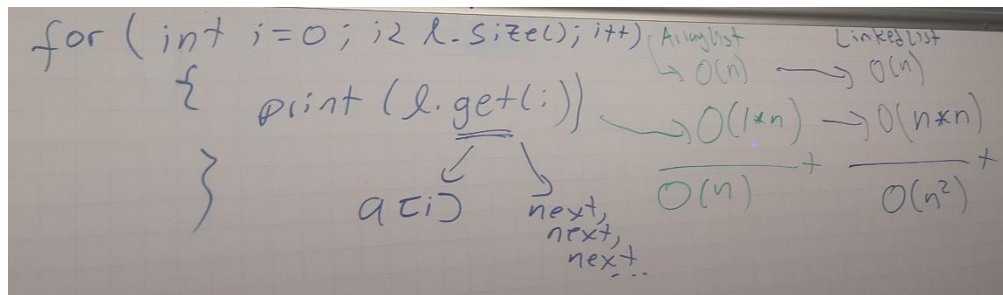 for ( int i=0 ; i< l.size(); i++) ArrayList LinkedList
↳ O(n) → O(n)
{ print (l.get(i)) → O(1*n) → O(n*n)
+ +
} a[i] next, O(n) O(n²)
next,
next ...